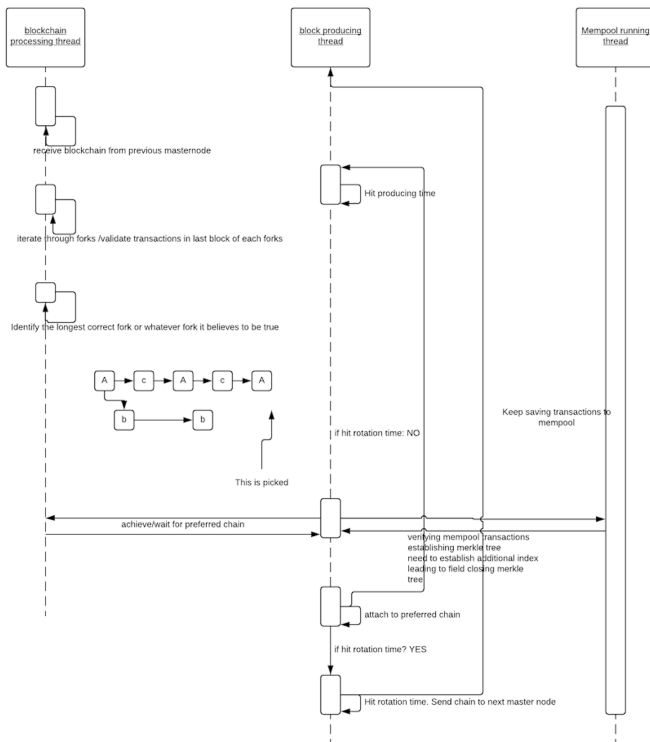 blockchain
processing thread
block producing
thread
Mempool running
thread
receive blockchain from previous masternode
Hit producing time
iterate through forks /validate transactions in last block of each forks
Identify the longest correct fork or whatever fork it believes to be true
A
c
A
c
A
b
b
This is picked
if hit rotation time: NO
Keep saving transactions to
mempool
achieve/wait for preferred chain
verifying mempool transactions
establishing merkle tree
need to establish additional index
leading to field closing merkle
tree
attach to preferred chain
if hit rotation time? YES
Hit rotation time. Send chain to next master node